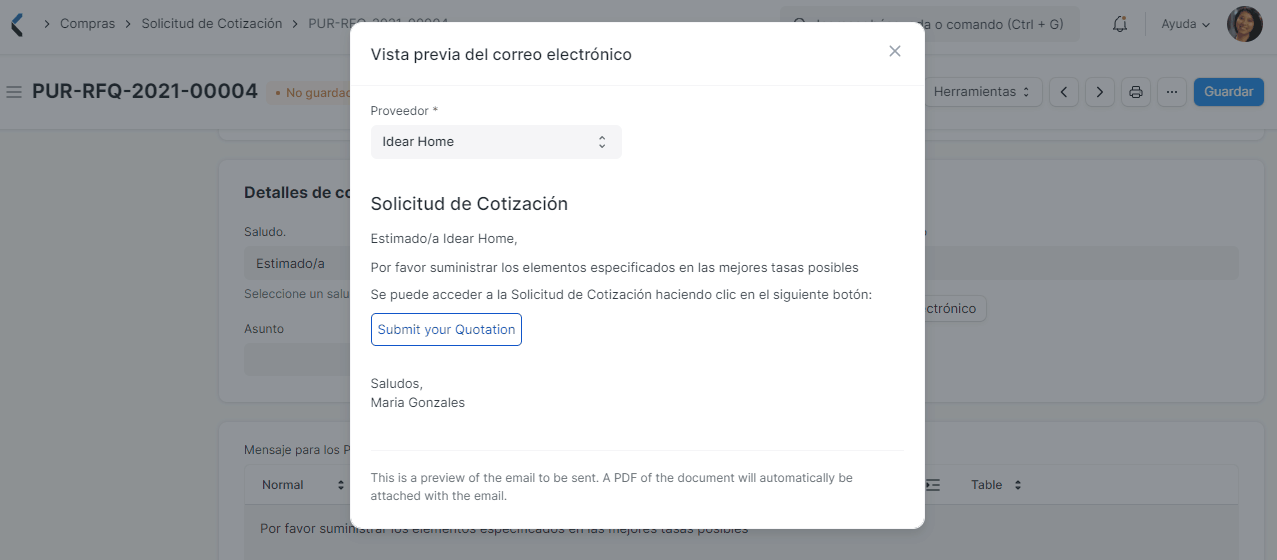 Compras
Solicitud de Cotización
PUR-RFQ-2021-00004
o comando (Ctrl + G)
Ayuda
PUR-RFQ-2021-00004
No guardad
Herramientas
Guardar
Vista previa del correo electrónico
Proveedor *
Idear Home
Solicitud de Cotización
Estimado/a Idear Home,
Por favor suministrar los elementos especificados en las mejores tasas posibles
Se puede acceder a la Solicitud de Cotización haciendo clic en el siguiente botón:
Submit your Quotation
Saludos,
Maria Gonzales
This is a preview of the email to be sent. A PDF of the document will automatically be
attached with the email.
Detalles de co
Saludo.
Estimado/a
Seleccione un salu
Asunto
ctrónico
Mensaje para los P
Normal
Table
Por favor suministrar los elementos especificados en las mejores tasas posibles